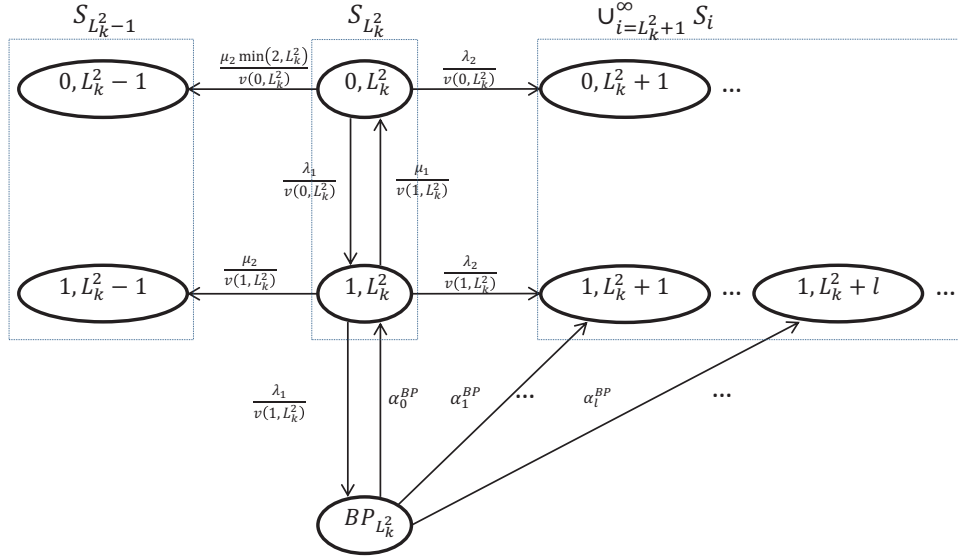 S_{L_k^2-1}
S_{L_k^2}
∪_{i=L_k^2+1}^∞ S_i
0, L_k^2 − 1
μ_2 min(2, L_k^2) / v(0, L_k^2)
0, L_k^2
λ_2 / v(0, L_k^2)
0, L_k^2 + 1
...
λ_1 / v(0, L_k^2)
μ_1 / v(1, L_k^2)
1, L_k^2 − 1
μ_2 / v(1, L_k^2)
1, L_k^2
λ_2 / v(1, L_k^2)
1, L_k^2 + 1
...
1, L_k^2 + l
...
λ_1 / v(1, L_k^2)
α_0^{BP}
α_1^{BP}
...
α_l^{BP}
...
BP_{L_k^2}